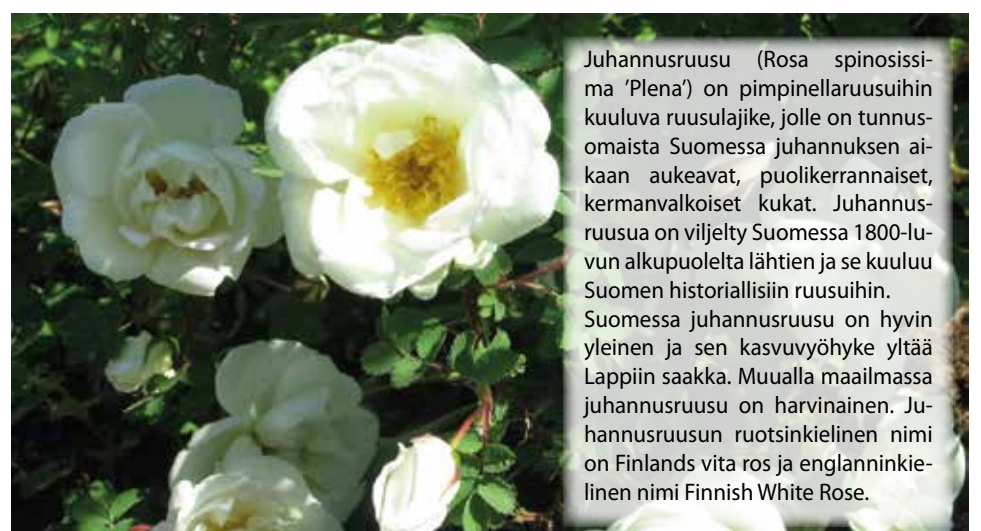 Juhannusruusu (Rosa spinosissi-
ma ’Plena’) on pimpinellaruusuihin
kuuluva ruusulajike, jolle on tunnus-
omaista Suomessa juhannuksen ai-
kaan aukeavat, puolikerrannaiset,
kermanvalkoiset kukat. Juhannus-
ruusua on viljelty Suomessa 1800-lu-
vun alkupuolelta lähtien ja se kuuluu
Suomen historiallisiin ruusuihin.
Suomessa juhannusruusu on hyvin
yleinen ja sen kasvuvyöhyke yltää
Lappiin saakka. Muualla maailmassa
juhannusruusu on harvinainen. Ju-
hannusruusun ruotsinkielinen nimi
on Finlands vita ros ja englanninkie-
linen nimi Finnish White Rose.